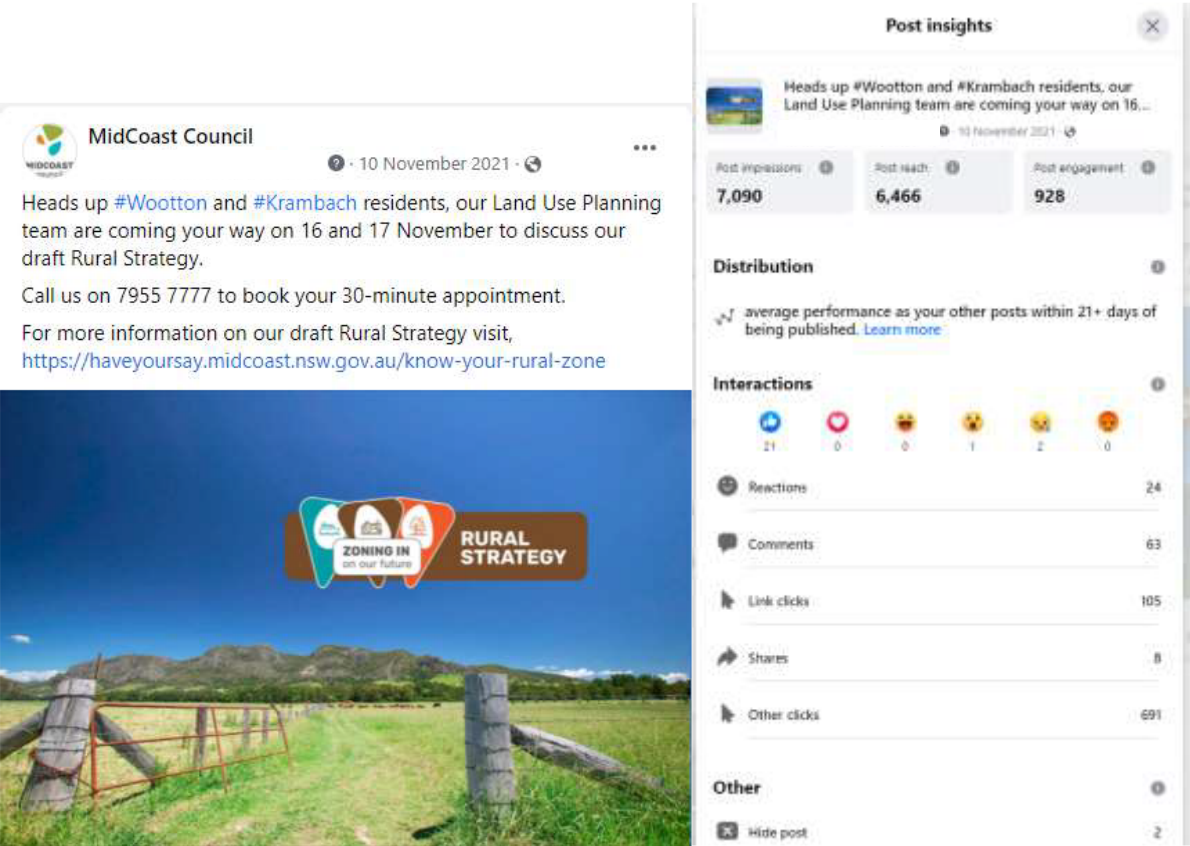 MidCoast Council
10 November 2021 ·
Heads up #Wootton and #Krambach residents, our Land Use Planning
team are coming your way on 16 and 17 November to discuss our
draft Rural Strategy.
Call us on 7955 7777 to book your 30-minute appointment.
For more information on our draft Rural Strategy visit,
https://haveyoursay.midcoast.nsw.gov.au/know-your-rural-zone
MIDCOAST
council
ZONING IN
on our future
RURAL
STRATEGY
Post insights
Heads up #Wootton and #Krambach residents, our
Land Use Planning team are coming your way on 16...
10 November 2021 ·
Post impressions
7,090
Post reach
6,466
Post engagement
928
Distribution
average performance as your other posts within 21+ days of
being published. Learn more
Interactions
21 0 0 1 2 0
Reactions 24
Comments 63
Link clicks 105
Shares 8
Other clicks 691
Other
Hide post 2